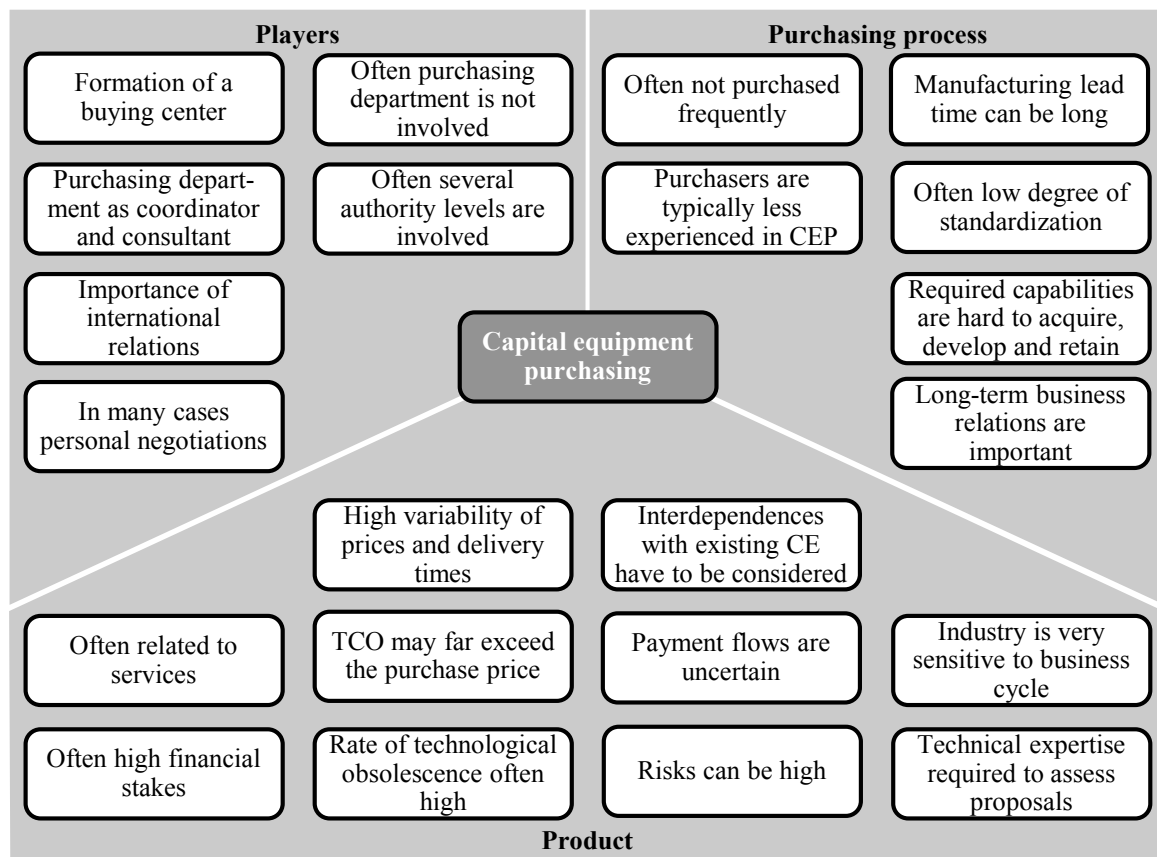 Players
Formation of a
buying center
Often purchasing
department is not
involved
Purchasing depart-
ment as coordinator
and consultant
Often several
authority levels are
involved
Importance of
international
relations
In many cases
personal negotiations
Purchasing process
Often not purchased
frequently
Manufacturing lead
time can be long
Purchasers are
typically less
experienced in CEP
Often low degree of
standardization
Required capabilities
are hard to acquire,
develop and retain
Long-term business
relations are
important
Capital equipment
purchasing
High variability of
prices and delivery
times
Interdependences
with existing CE
have to be considered
Often related to
services
TCO may far exceed
the purchase price
Payment flows are
uncertain
Industry is very
sensitive to business
cycle
Often high financial
stakes
Rate of technological
obsolescence often
high
Risks can be high
Technical expertise
required to assess
proposals
Product